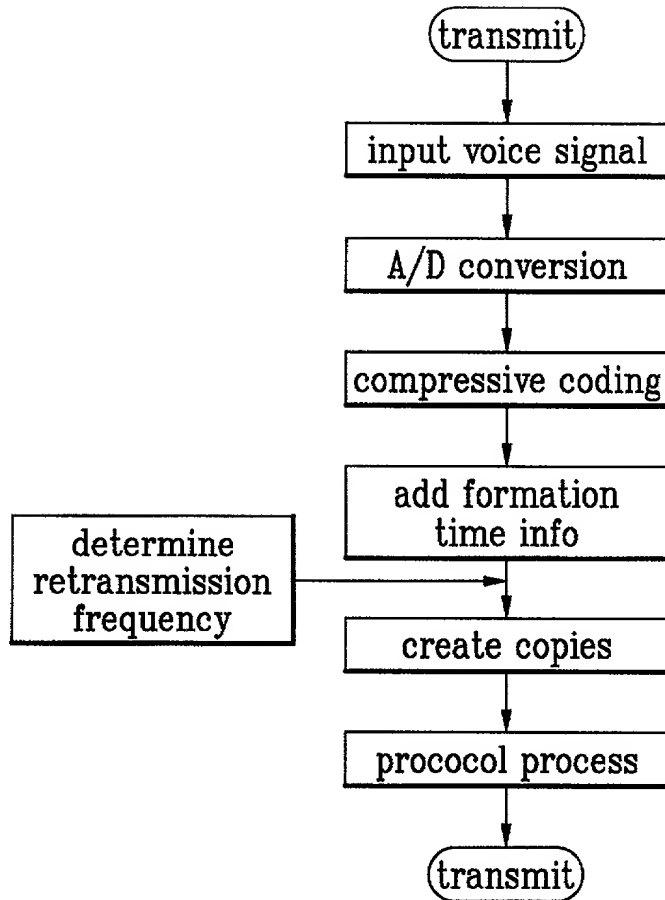 transmit
input voice signal
A/D conversion
compressive coding
add formation
time info
determine
retransmission
frequency
create copies
prococol process
transmit